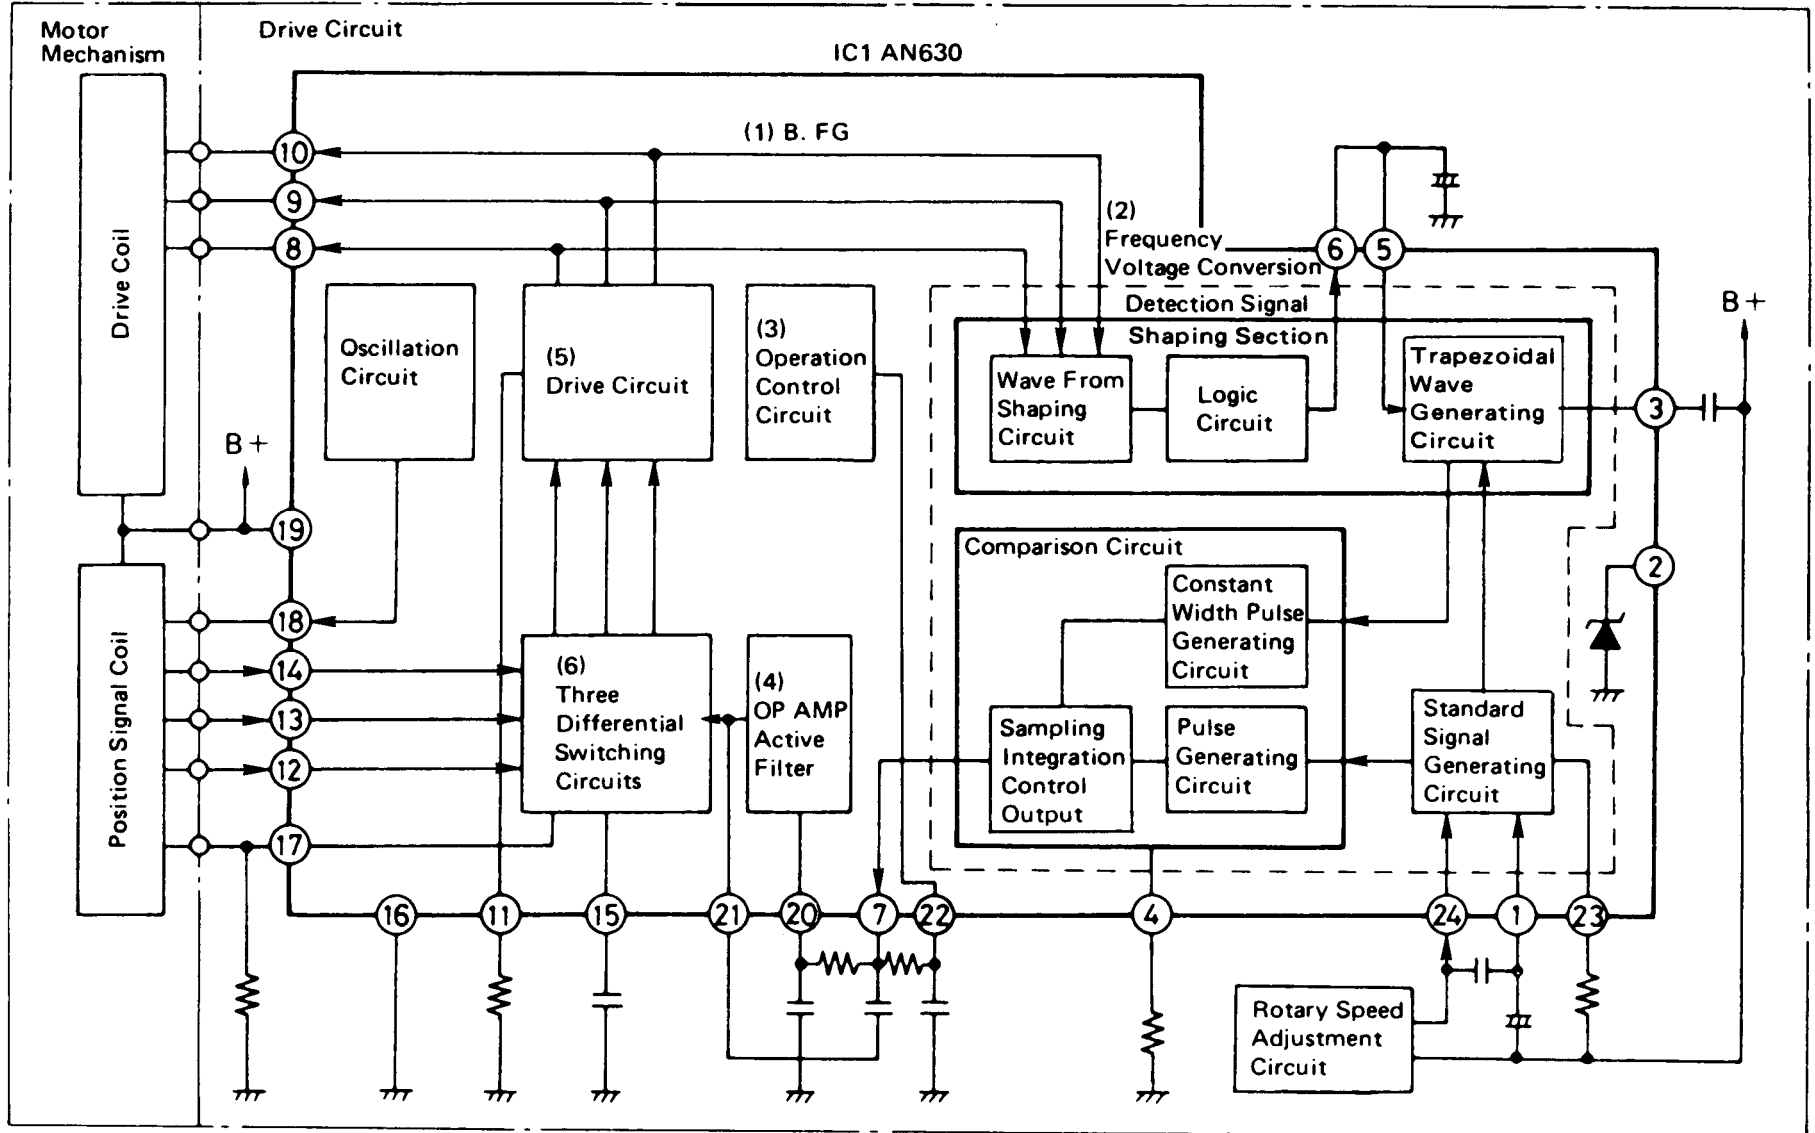 Motor
Mechanism
Drive Circuit
IC1 AN630
(1) B. FG
Drive Coil
10
9
8
(2)
Frequency
Voltage Conversion
6
5
Detection Signal
Shaping Section
B+
Oscillation
Circuit
(5)
Drive Circuit
(3)
Operation
Control
Circuit
Wave From
Shaping
Circuit
Logic
Circuit
Trapezoidal
Wave
Generating
Circuit
3
B+
19
2
Comparison Circuit
Constant
Width Pulse
Generating
Circuit
Position Signal Coil
18
14
13
12
17
(6)
Three
Differential
Switching
Circuits
(4)
OP AMP
Active
Filter
Sampling
Integration
Control
Output
Pulse
Generating
Circuit
Standard
Signal
Generating
Circuit
16
11
15
21
20
7
22
4
24
1
23
Rotary Speed
Adjustment
Circuit